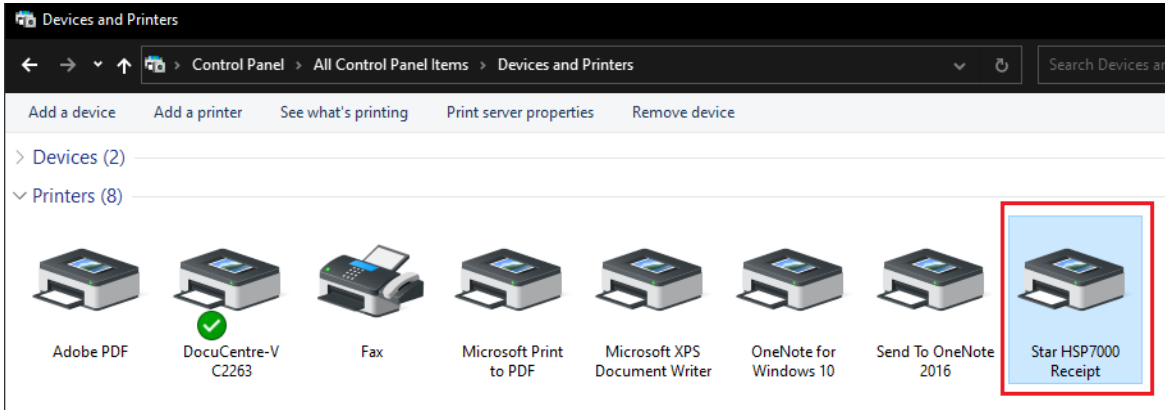 Devices and Printers
Control Panel > All Control Panel Items > Devices and Printers
Search Devices
Add a device Add a printer See what's printing Print server properties Remove device
> Devices (2)
Printers (8)
Adobe PDF
DocuCentre-V
C2263
Fax
Microsoft Print
to PDF
Microsoft XPS
Document Writer
OneNote for
Windows 10
Send To OneNote
2016
Star HSP7000
Receipt